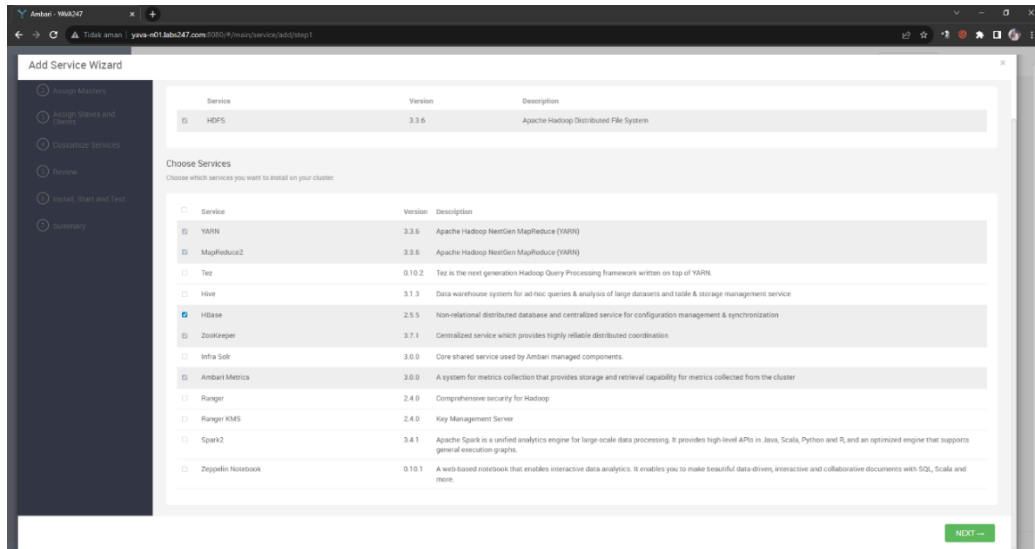 Ambari - YAVA247
Tidak aman yava-n01.labs247.com:8080/#/main/service/add/step1
Add Service Wizard
2 Assign Masters
3 Assign Slaves and
Clients
4 Customize Services
5 Review
6 Install, Start and Test
7 Summary
Service Version Description
HDFS 3.3.6 Apache Hadoop Distributed File System
Choose Services
Choose which services you want to install on your cluster.
Service Version Description
YARN 3.3.6 Apache Hadoop NextGen MapReduce (YARN)
MapReduce2 3.3.6 Apache Hadoop NextGen MapReduce (YARN)
Tez 0.10.2 Tez is the next generation Hadoop Query Processing framework written on top of YARN.
Hive 3.1.3 Data warehouse system for ad-hoc queries & analysis of large datasets and table & storage management service
HBase 2.5.5 Non-relational distributed database and centralized service for configuration management & synchronization
ZooKeeper 3.7.1 Centralized service which provides highly reliable distributed coordination
Infra Solr 3.0.0 Core shared service used by Ambari managed components.
Ambari Metrics 3.0.0 A system for metrics collection that provides storage and retrieval capability for metrics collected from the cluster
Ranger 2.4.0 Comprehensive security for Hadoop
Ranger KMS 2.4.0 Key Management Server
Spark2 3.4.1 Apache Spark is a unified analytics engine for large-scale data processing. It provides high-level APIs in Java, Scala, Python and R, and an optimized engine that supports
general execution graphs.
Zeppelin Notebook 0.10.1 A web-based notebook that enables interactive data analytics. It enables you to make beautiful data-driven, interactive and collaborative documents with SQL, Scala and
more.
NEXT →